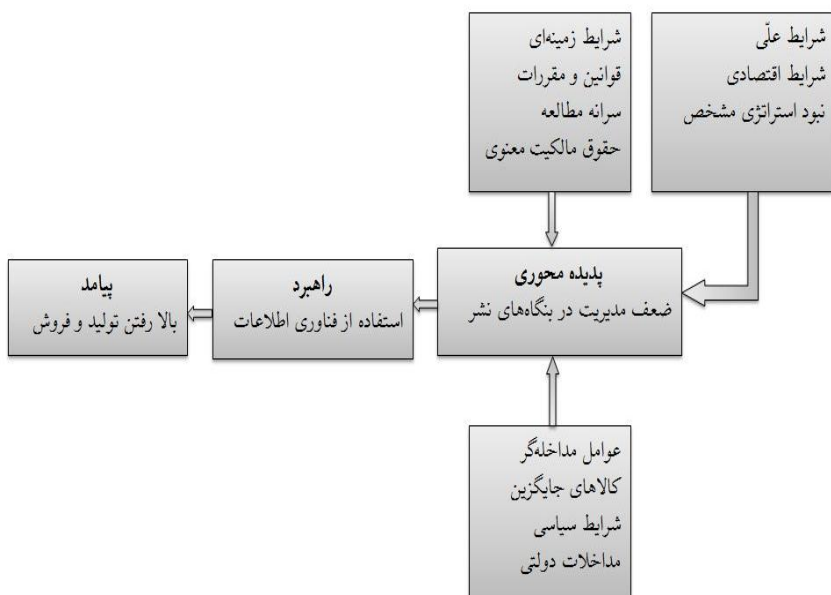 شرایط علّی
شرایط اقتصادی
نبود استراتژی مشخص
شرایط زمینه‌ای
قوانین و مقررات
سرانه مطالعه
حقوق مالکیت معنوی
پدیده محوری
ضعف مدیریت در بنگاه‌های نشر
راهبرد
استفاده از فناوری اطلاعات
پیامد
بالا رفتن تولید و فروش
عوامل مداخله‌گر
کالاهای جایگزین
شرایط سیاسی
مداخلات دولتی